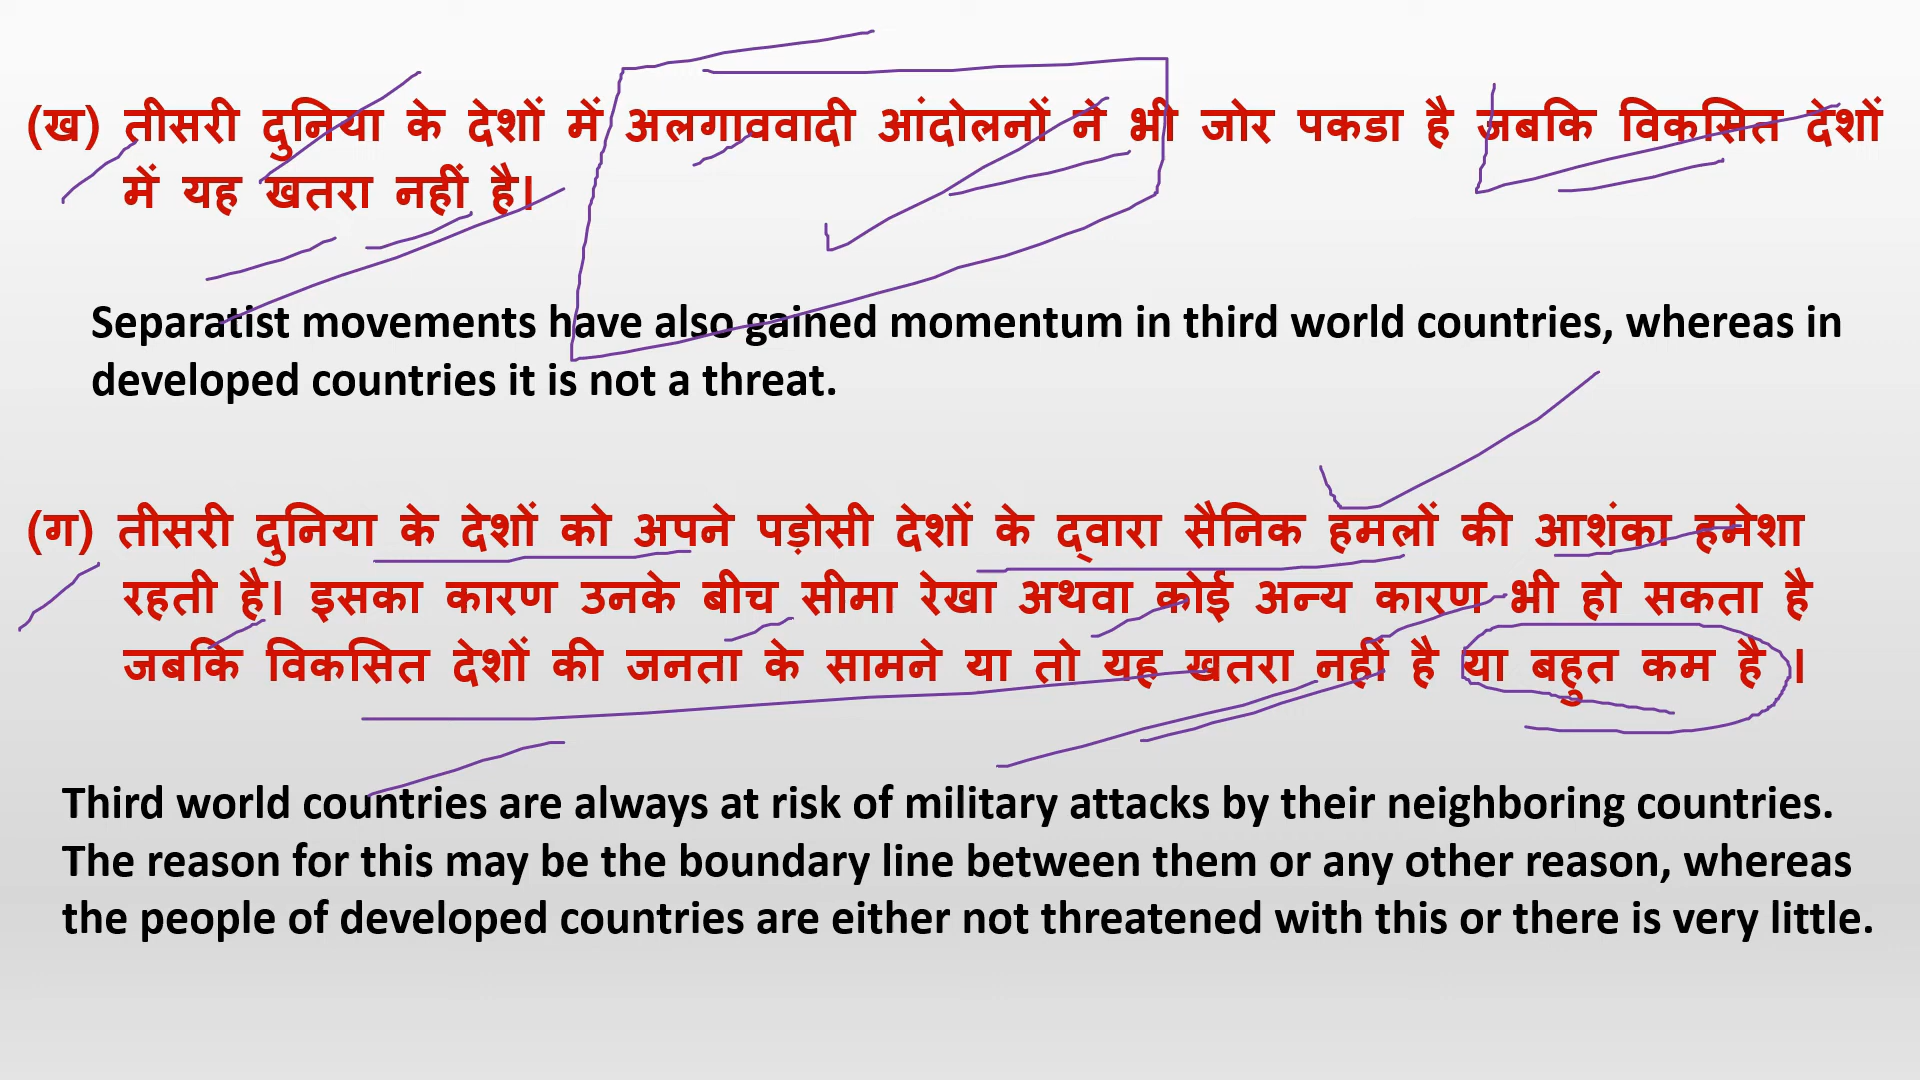 (ख) तीसरी दुनिया के देशों में अलगाववादी आंदोलनों ने भी जोर पकडा है जबकि विकसित देशों
में यह खतरा नहीं है।
Separatist movements have also gained momentum in third world countries, whereas in
developed countries it is not a threat.
(ग) तीसरी दुनिया के देशों को अपने पड़ोसी देशों के द्वारा सैनिक हमलों की आशंका हमेशा
रहती है। इसका कारण उनके बीच सीमा रेखा अथवा कोई अन्य कारण भी हो सकता है
जबकि विकसित देशों की जनता के सामने या तो यह खतरा नहीं है या बहुत कम है ।
Third world countries are always at risk of military attacks by their neighboring countries.
The reason for this may be the boundary line between them or any other reason, whereas
the people of developed countries are either not threatened with this or there is very little.